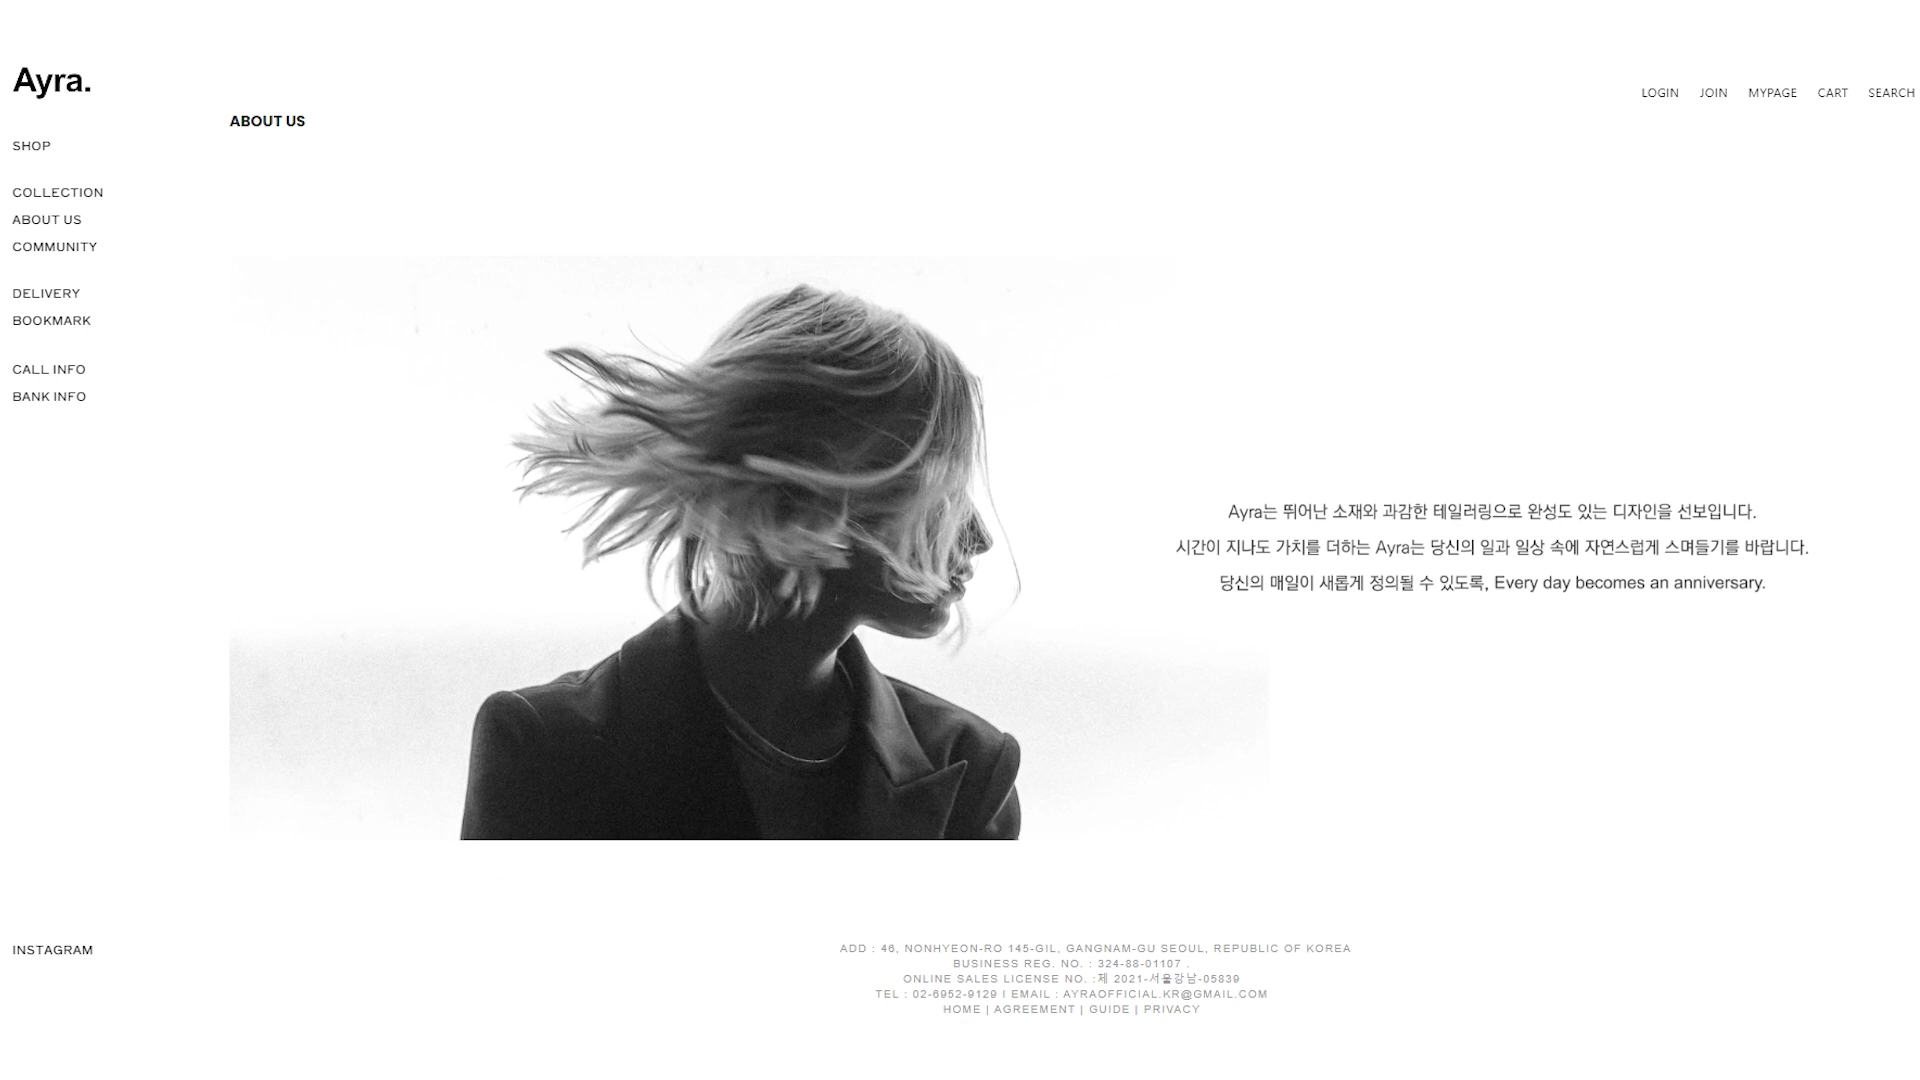 Ayra.
LOGIN JOIN MYPAGE CART SEARCH
ABOUT US
SHOP
COLLECTION
ABOUT US
COMMUNITY
DELIVERY
BOOKMARK
CALL INFO
BANK INFO
Ayra는 뛰어난 소재와 과감한 테일러링으로 완성도 있는 디자인을 선보입니다.
시간이 지나도 가치를 더하는 Ayra는 당신의 일과 일상 속에 자연스럽게 스며들기를 바랍니다.
당신의 매일이 새롭게 정의될 수 있도록, Every day becomes an anniversary.
INSTAGRAM
ADD : 46, NONHYEON-RO 145-GIL, GANGNAM-GU SEOUL, REPUBLIC OF KOREA
BUSINESS REG. NO. : 324-88-01107 .
ONLINE SALES LICENSE NO. :제 2021-서울강남-05839
TEL : 02-6952-9129 I EMAIL : AYRAOFFICIAL.KR@GMAIL.COM
HOME | AGREEMENT | GUIDE | PRIVACY